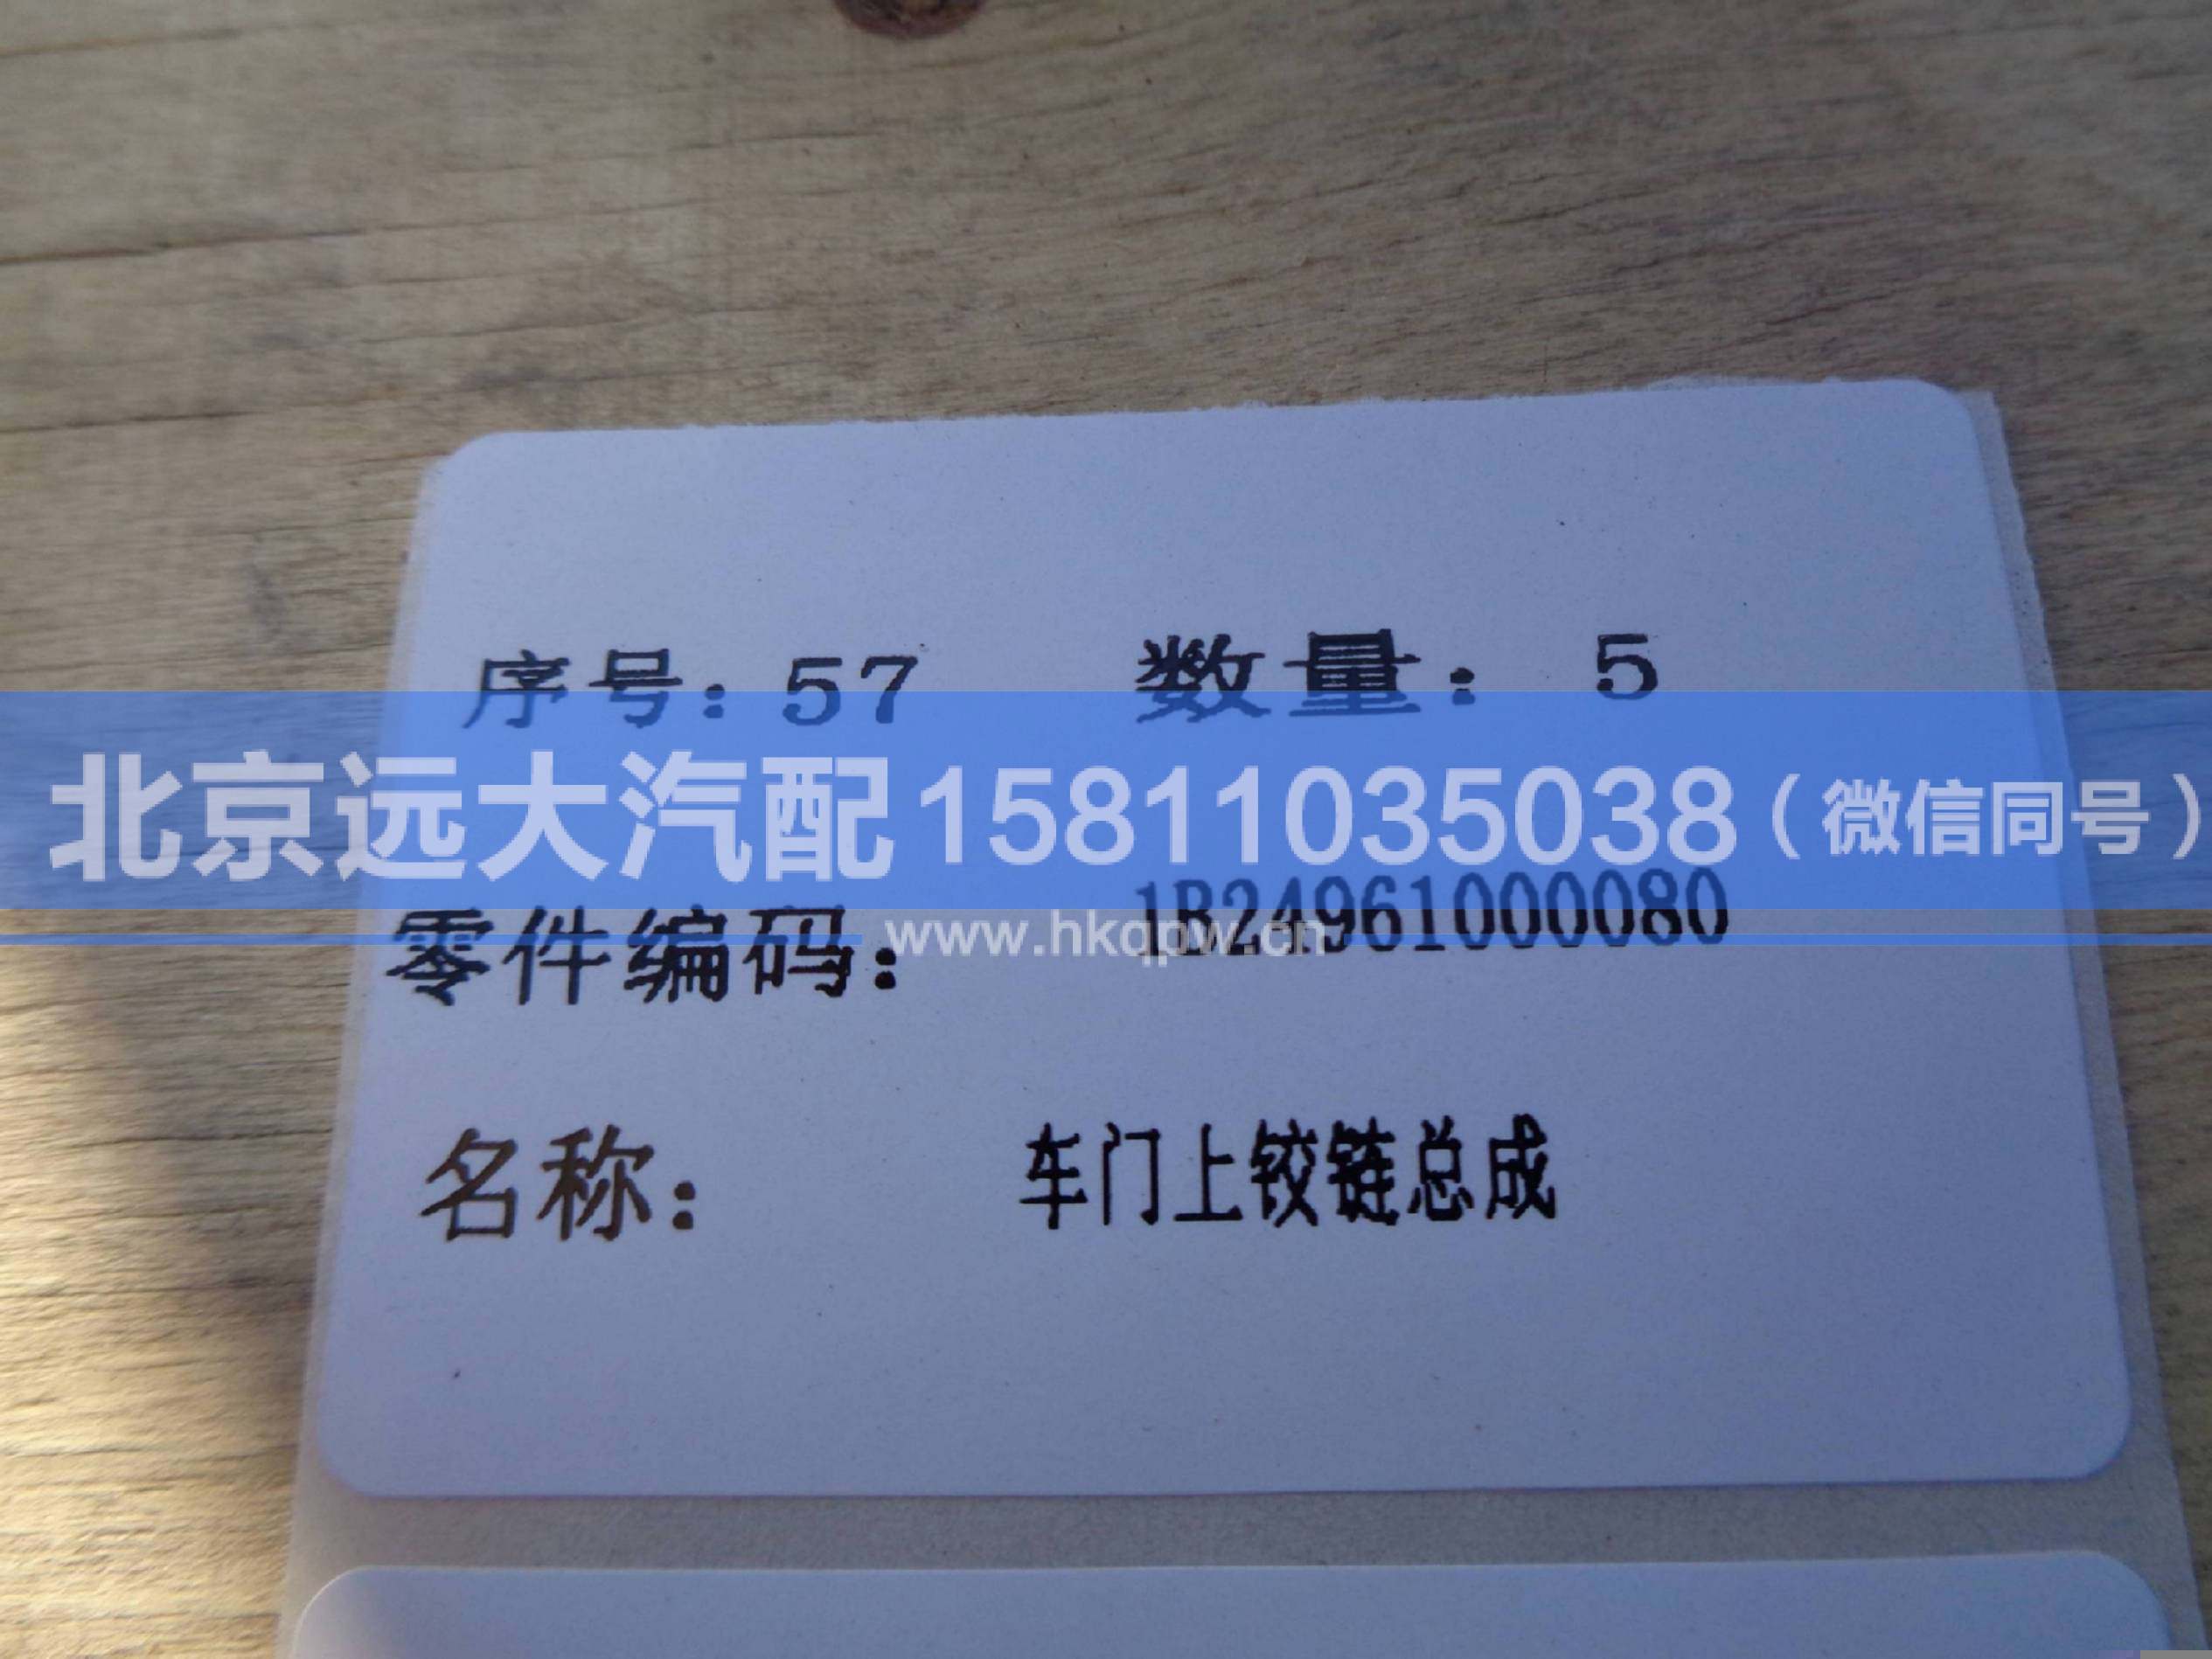 序号：57 数量： 5
北京远大汽配15811035038（微信同号）
零件编码： 1B24961000080
www.hkqpw.cn
名称： 车门上铰链总成